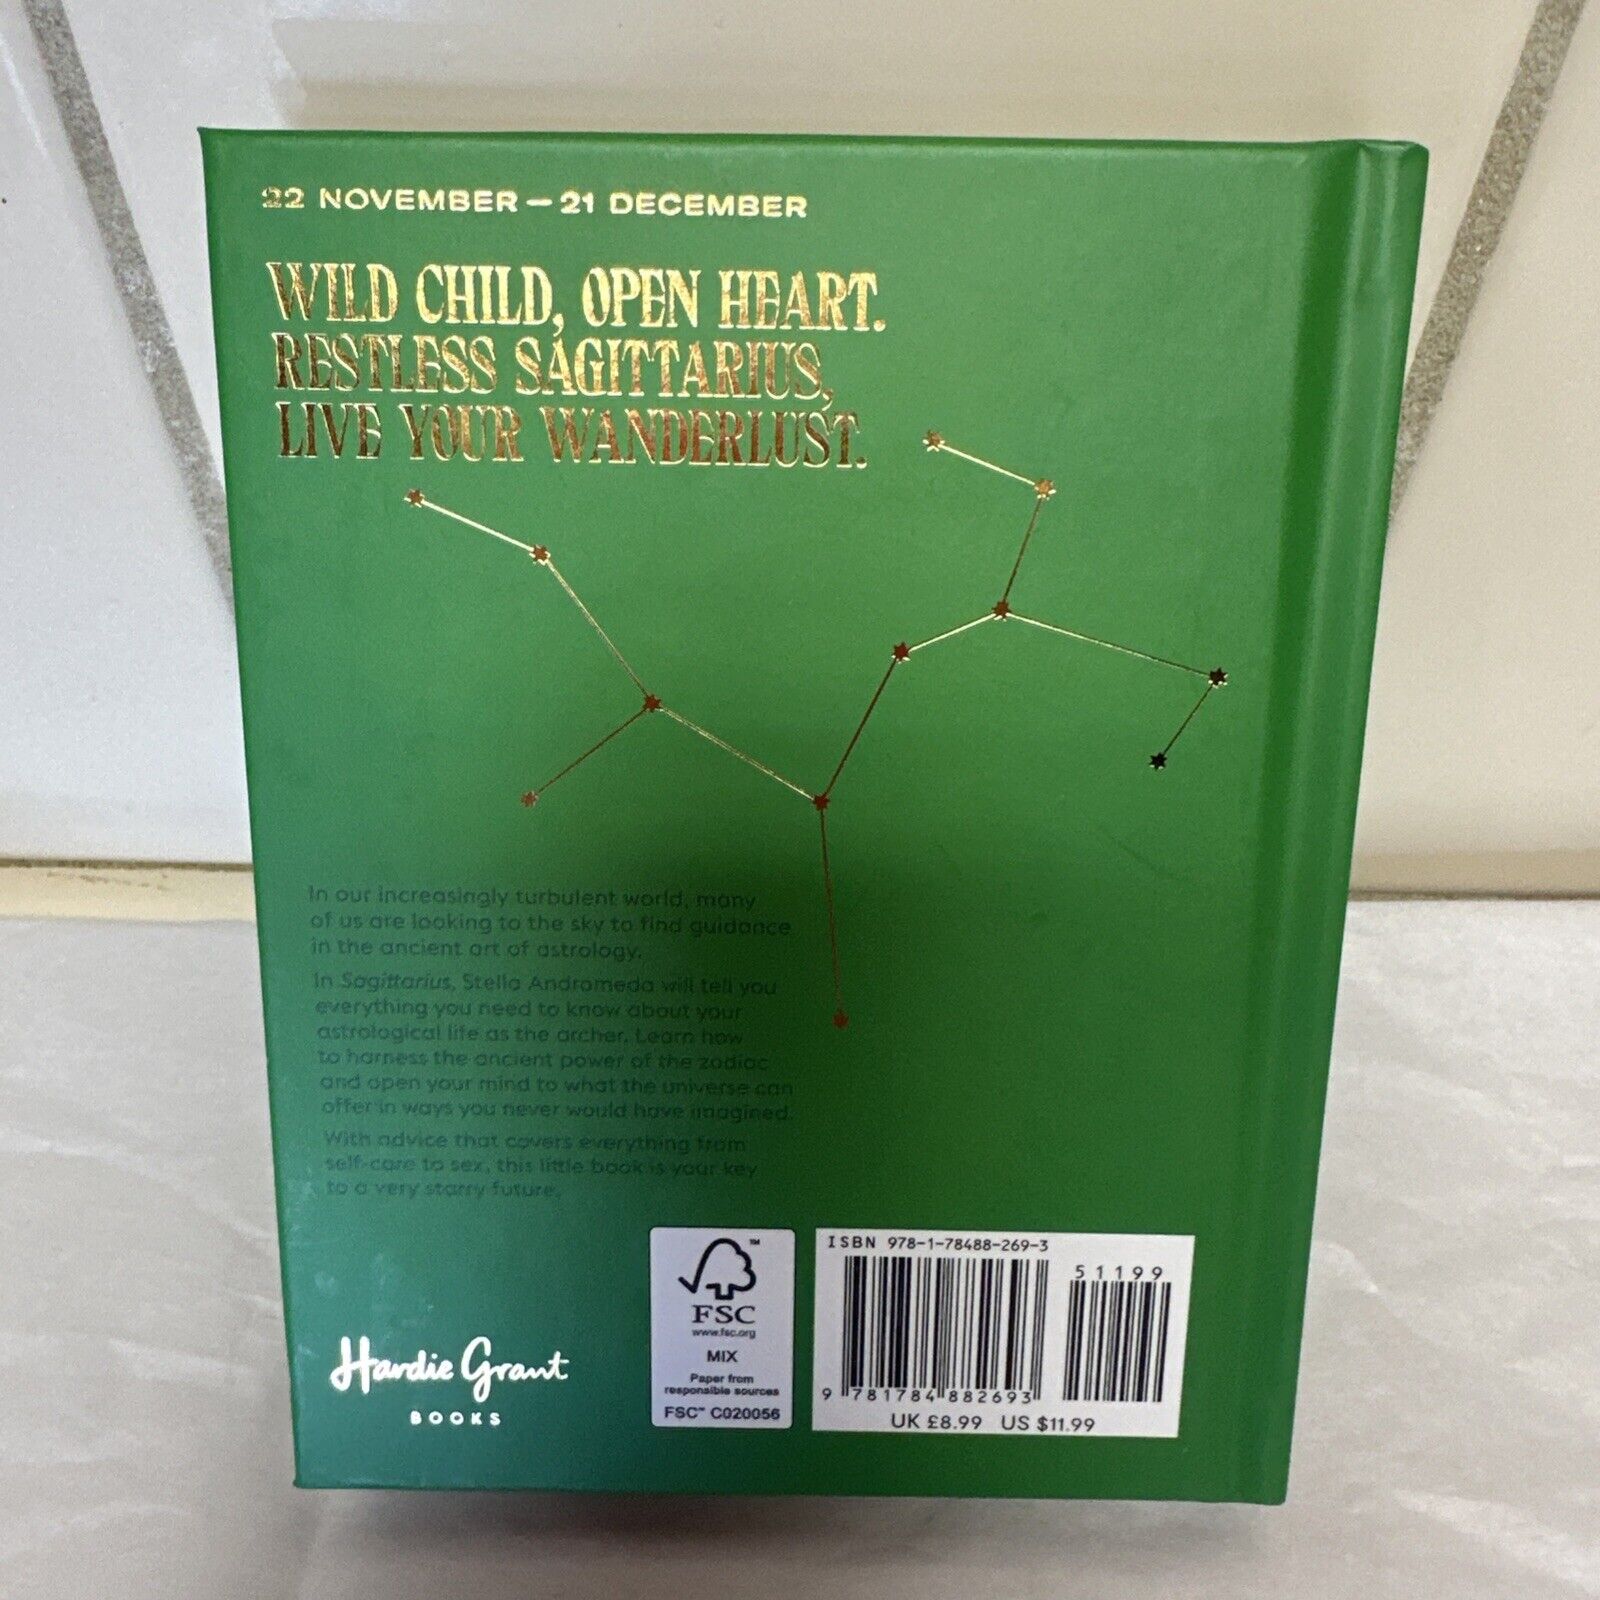 22 NOVEMBER — 21 DECEMBER
WILD CHILD, OPEN HEART.
RESTLESS SAGITTARIUS,
LIVE YOUR WANDERLUST.
In our increasingly turbulent world, many
of us are looking to the sky to find guidance
in the ancient art of astrology.
In Sagittarius, Stella Andromeda will tell you
everything you need to know about your
astrological life as the archer. Learn how
to harness the ancient power of the zodiac
and open your mind to what the universe can
offer in ways you never would have imagined.
With advice that covers everything from
self-care to sex, this little book is your key
to a very starry future.
Hardie Grant
BOOKS
™
FSC
www.fsc.org
MIX
Paper from
responsible sources
FSC™ C020056
ISBN 978-1-78488-269-3
51199
9 781784 882693
UK £8.99 US $11.99